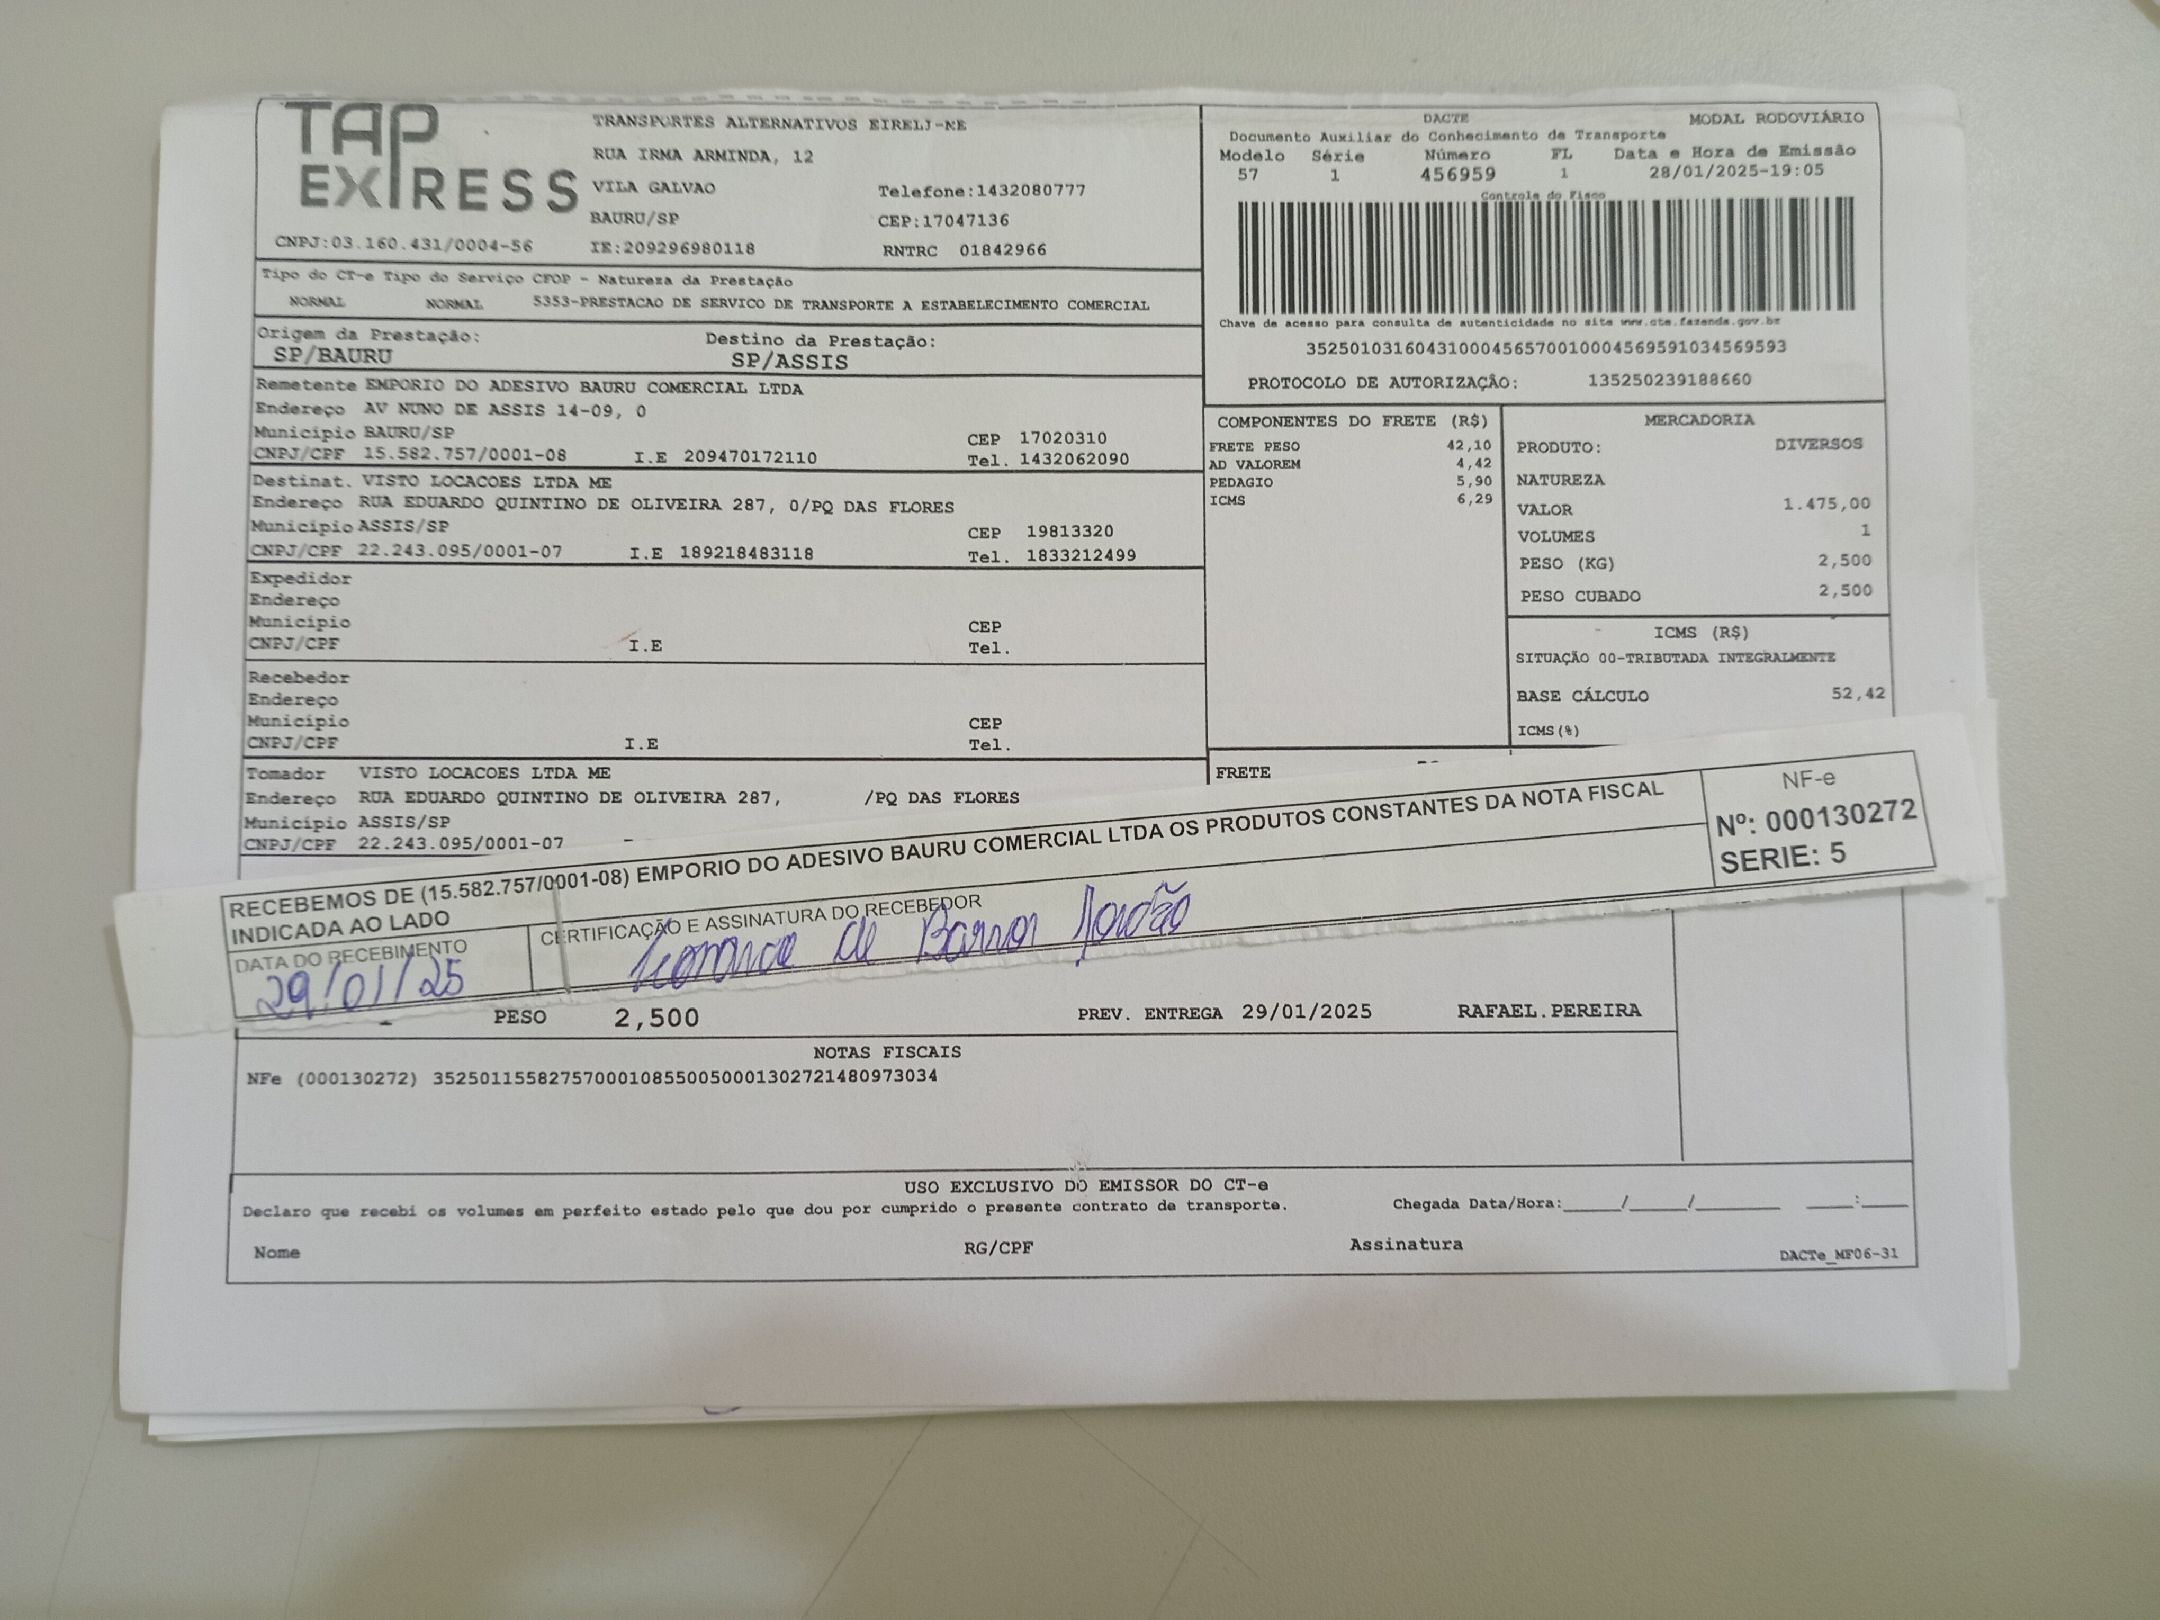 TAP EXPRESS
TRANSPORTES ALTERNATIVOS EIRELI-ME
RUA IRMA ARMINDA, 12
VILA GALVAO Telefone:1432080777
BAURU/SP CEP:17047136
CNPJ:03.160.431/0004-56 IE:209296980118 RNTRC 01842966
Tipo do CT-e Tipo do Serviço CFOP - Natureza da Prestação
NORMAL NORMAL 5353-PRESTACAO DE SERVICO DE TRANSPORTE A ESTABELECIMENTO COMERCIAL
Origem da Prestação: Destino da Prestação:
SP/BAURU SP/ASSIS
Remetente EMPORIO DO ADESIVO BAURU COMERCIAL LTDA
Endereço AV NUNO DE ASSIS 14-09, 0
Município BAURU/SP CEP 17020310
CNPJ/CPF 15.582.757/0001-08 I.E 209470172110 Tel. 1432062090
Destinat. VISTO LOCACOES LTDA ME
Endereço RUA EDUARDO QUINTINO DE OLIVEIRA 287, 0/PQ DAS FLORES
Município ASSIS/SP CEP 19813320
CNPJ/CPF 22.243.095/0001-07 I.E 189218483118 Tel. 1833212499
Expedidor
Endereço
Município CEP
CNPJ/CPF I.E Tel.
Recebedor
Endereço
Município CEP
CNPJ/CPF I.E Tel.
Tomador VISTO LOCACOES LTDA ME
Endereço RUA EDUARDO QUINTINO DE OLIVEIRA 287, /PQ DAS FLORES
Município ASSIS/SP
CNPJ/CPF 22.243.095/0001-07
DACTE MODAL RODOVIÁRIO
Documento Auxiliar do Conhecimento de Transporte
Modelo Série Número FL Data e Hora de Emissão
57 1 456959 1 28/01/2025-19:05
Controle do Fisco
Chave de acesso para consulta de autenticidade no site www.cte.fazenda.gov.br
35250103160431000456570010004569591034569593
PROTOCOLO DE AUTORIZAÇÃO: 135250239188660
COMPONENTES DO FRETE (R$)
FRETE PESO 42,10
AD VALOREM 4,42
PEDAGIO 5,90
ICMS 6,29
MERCADORIA
PRODUTO: DIVERSOS
NATUREZA
VALOR 1.475,00
VOLUMES 1
PESO (KG) 2,500
PESO CUBADO 2,500
ICMS (R$)
SITUAÇÃO 00-TRIBUTADA INTEGRALMENTE
BASE CÁLCULO 52,42
ICMS(%)
FRETE
RECEBEMOS DE (15.582.757/0001-08) EMPORIO DO ADESIVO BAURU COMERCIAL LTDA OS PRODUTOS CONSTANTES DA NOTA FISCAL
INDICADA AO LADO
DATA DO RECEBIMENTO CERTIFICAÇÃO E ASSINATURA DO RECEBEDOR
29/01/25 de Barros Jordão
NF-e
Nº: 000130272
SERIE: 5
PESO 2,500 PREV. ENTREGA 29/01/2025 RAFAEL.PEREIRA
NOTAS FISCAIS
NFe (000130272) 35250115582757000108550050001302721480973034
USO EXCLUSIVO DO EMISSOR DO CT-e
Declaro que recebi os volumes em perfeito estado pelo que dou por cumprido o presente contrato de transporte. Chegada Data/Hora:_____/_____/_______ ____:____
Nome RG/CPF Assinatura DACTe_MF06-31